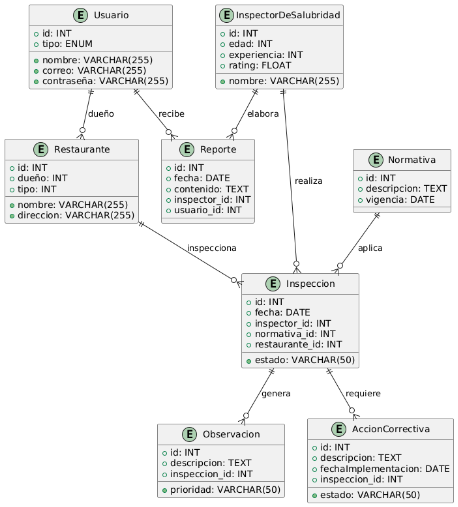 E Usuario
id: INT
tipo: ENUM
nombre: VARCHAR(255)
correo: VARCHAR(255)
contraseña: VARCHAR(255)
E InspectorDeSalubridad
id: INT
edad: INT
experiencia: INT
rating: FLOAT
nombre: VARCHAR(255)
dueño
recibe
elabora
realiza
E Restaurante
id: INT
dueño: INT
tipo: INT
nombre: VARCHAR(255)
direccion: VARCHAR(255)
E Reporte
id: INT
fecha: DATE
contenido: TEXT
inspector_id: INT
usuario_id: INT
E Normativa
id: INT
descripcion: TEXT
vigencia: DATE
inspecciona
aplica
E Inspeccion
id: INT
fecha: DATE
inspector_id: INT
normativa_id: INT
restaurante_id: INT
estado: VARCHAR(50)
genera
requiere
E Observacion
id: INT
descripcion: TEXT
inspeccion_id: INT
prioridad: VARCHAR(50)
E AccionCorrectiva
id: INT
descripcion: TEXT
fechaImplementacion: DATE
inspeccion_id: INT
estado: VARCHAR(50)